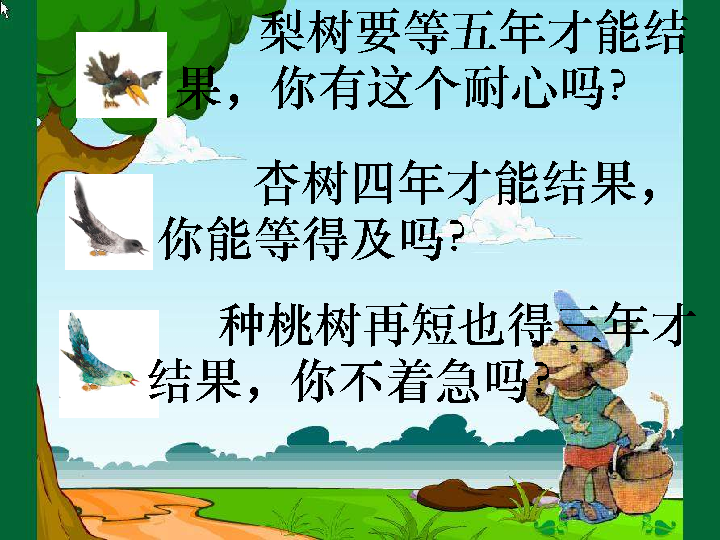 梨树要等五年才能结
果，你有这个耐心吗?
杏树四年才能结果，
你能等得及吗?
种桃树再短也得三年才
结果，你不着急吗?